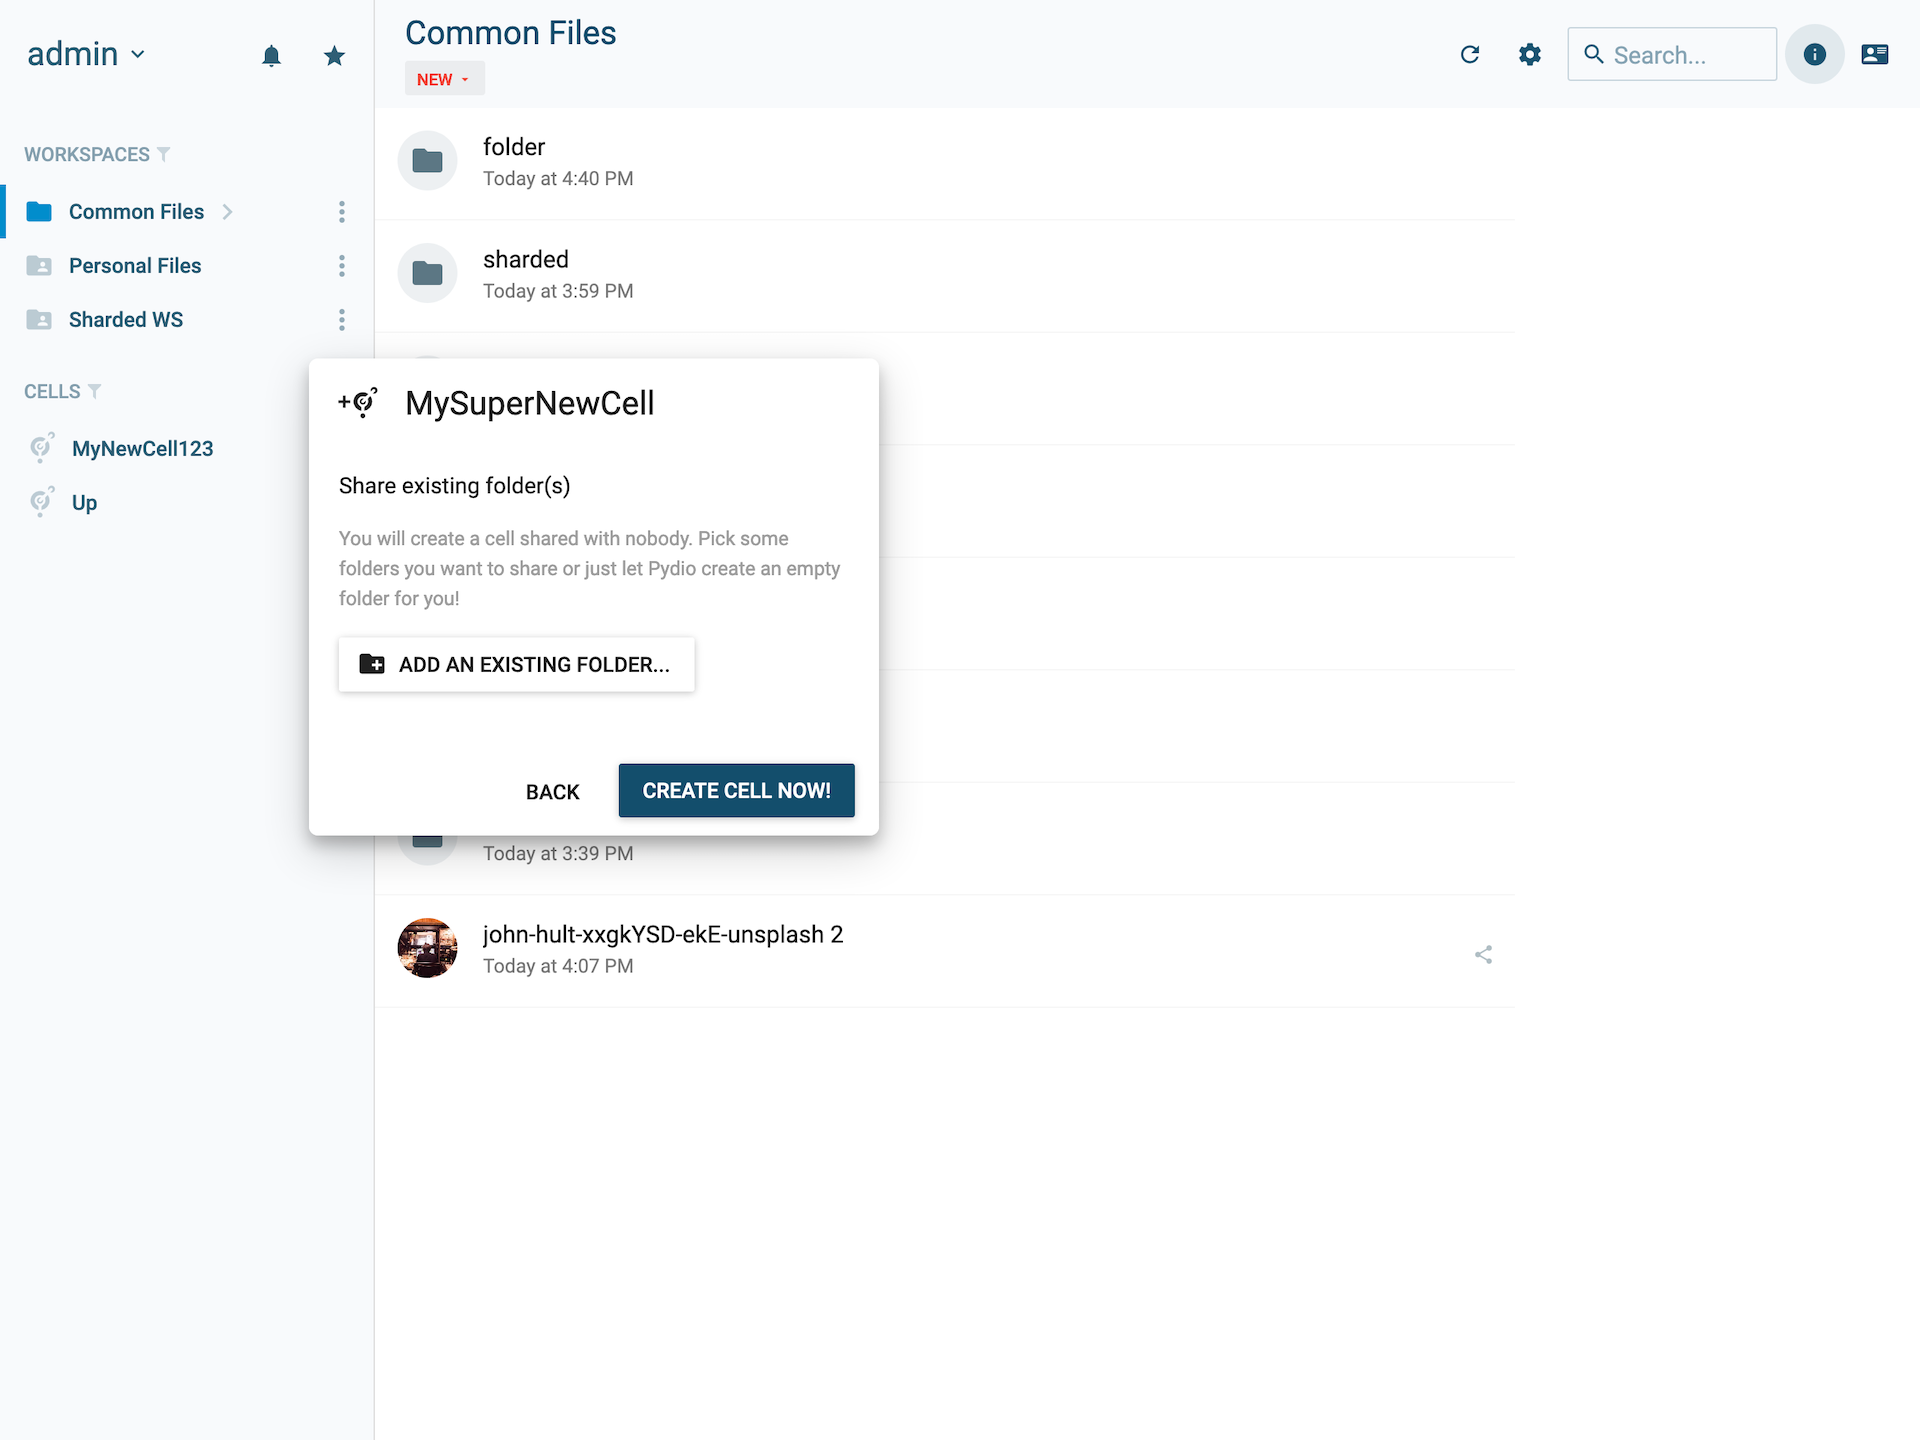 admin
WORKSPACES
Common Files
Personal Files
Sharded WS
CELLS
MyNewCell123
Up
Common Files
NEW
Search...
folder
Today at 4:40 PM
sharded
Today at 3:59 PM
MySuperNewCell
Share existing folder(s)
You will create a cell shared with nobody. Pick some
folders you want to share or just let Pydio create an empty
folder for you!
ADD AN EXISTING FOLDER...
BACK
CREATE CELL NOW!
Today at 3:39 PM
john-hult-xxgkYSD-ekE-unsplash 2
Today at 4:07 PM